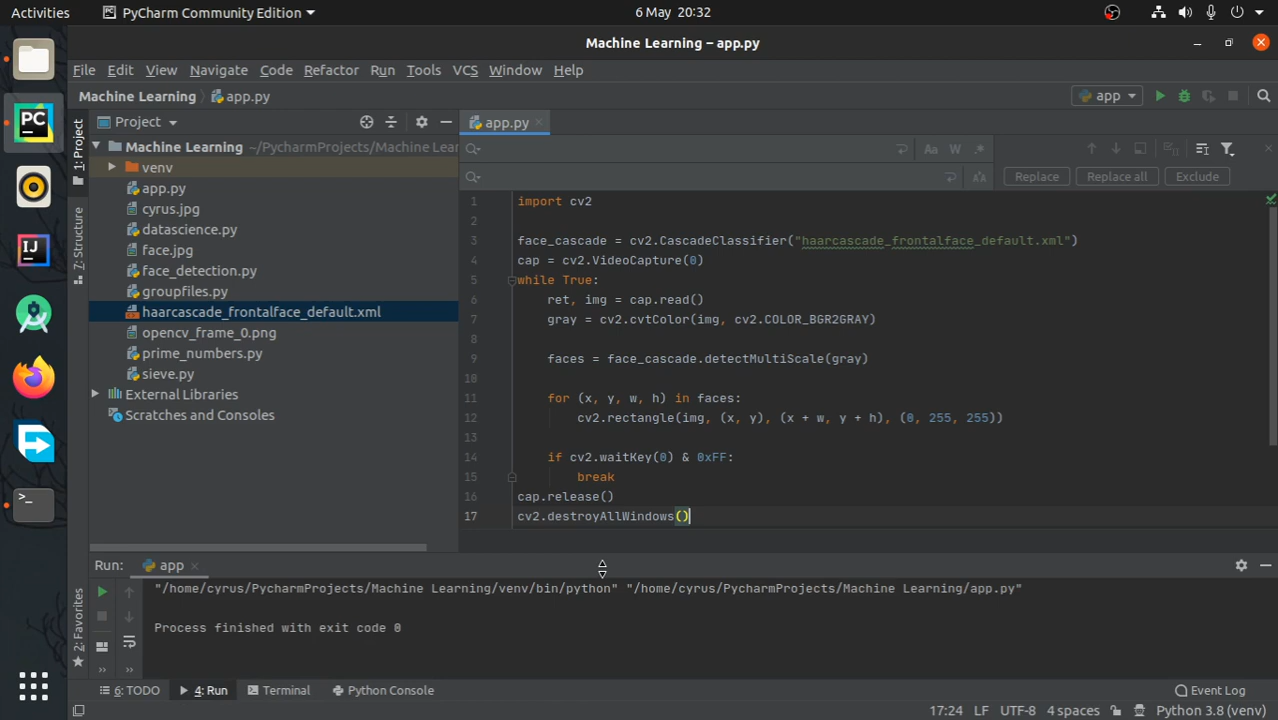 Activities
PyCharm Community Edition
6 May 20:32
Machine Learning – app.py
File Edit View Navigate Code Refactor Run Tools VCS Window Help
Machine Learning app.py
app
1: Project
Project
app.py
Machine Learning ~/PycharmProjects/Machine Lear
venv
app.py
cyrus.jpg
datascience.py
face.jpg
face_detection.py
groupfiles.py
haarcascade_frontalface_default.xml
opencv_frame_0.png
prime_numbers.py
sieve.py
External Libraries
Scratches and Consoles
Z: Structure
Aa W .*
Replace Replace all Exclude
1 import cv2
2
3 face_cascade = cv2.CascadeClassifier("haarcascade_frontalface_default.xml")
4 cap = cv2.VideoCapture(0)
5 while True:
6 ret, img = cap.read()
7 gray = cv2.cvtColor(img, cv2.COLOR_BGR2GRAY)
8
9 faces = face_cascade.detectMultiScale(gray)
10
11 for (x, y, w, h) in faces:
12 cv2.rectangle(img, (x, y), (x + w, y + h), (0, 255, 255))
13
14 if cv2.waitKey(0) & 0xFF:
15 break
16 cap.release()
17 cv2.destroyAllWindows()
Run: app
"/home/cyrus/PycharmProjects/Machine Learning/venv/bin/python" "/home/cyrus/PycharmProjects/Machine Learning/app.py"
Process finished with exit code 0
2: Favorites
6: TODO 4: Run Terminal Python Console Event Log
17:24 LF UTF-8 4 spaces Python 3.8 (venv)